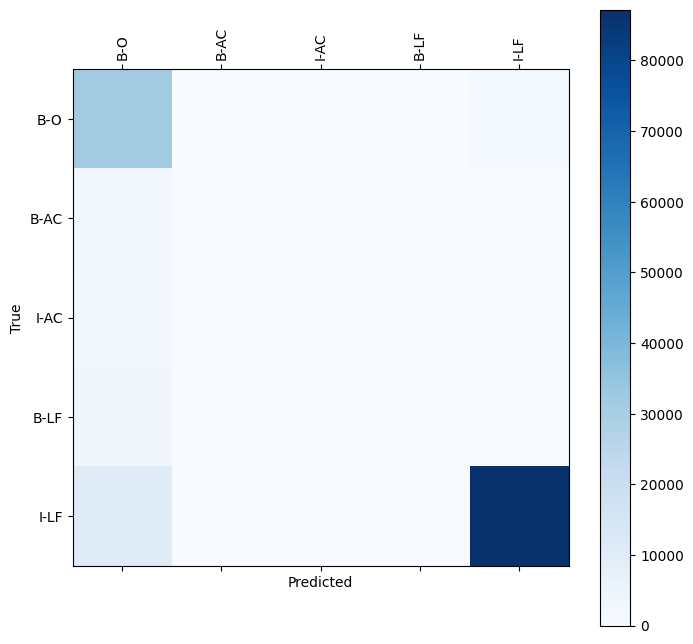 B-O B-AC I-AC B-LF I-LF
B-O
B-AC
I-AC
B-LF
I-LF
True
Predicted
80000
70000
60000
50000
40000
30000
20000
10000
0